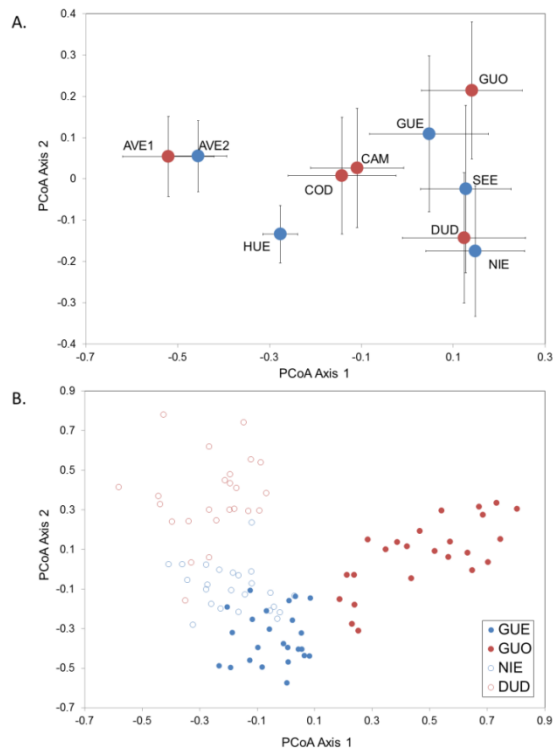 A.
0.4
0.3
0.2
0.1
0
-0.1
-0.2
-0.3
-0.4
PCoA Axis 2
GUO
GUE
AVE1
AVE2
CAM
COD
SEE
HUE
DUD
NIE
-0.7
-0.5
-0.3
-0.1
0.1
0.3
PCoA Axis 1
B.
0.9
0.7
0.5
0.3
0.1
-0.1
-0.3
-0.5
-0.7
PCoA Axis 2
GUE
GUO
NIE
DUD
-0.7
-0.5
-0.3
-0.1
0.1
0.3
0.5
0.7
0.9
PCoA Axis 1